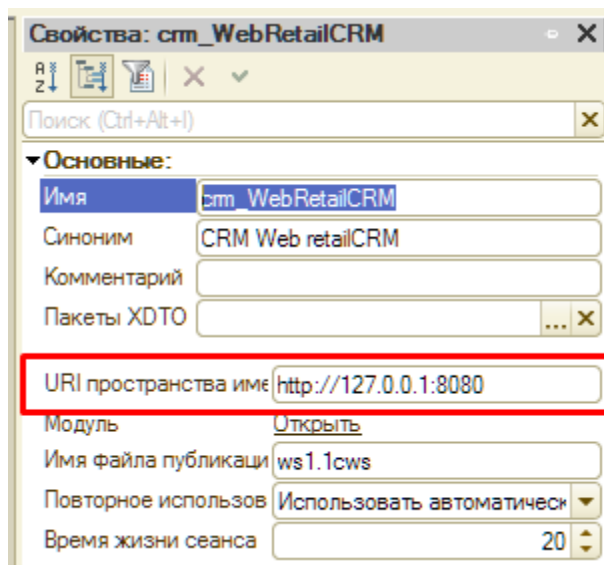 Свойства: crm_WebRetailCRM
Поиск (Ctrl+Alt+I)
Основные:
Имя crm_WebRetailCRM
Синоним CRM Web retailCRM
Комментарий
Пакеты XDTO ...
URI пространства име http://127.0.0.1:8080
Модуль Открыть
Имя файла публикаци ws1.1cws
Повторное использов Использовать автоматическ
Время жизни сеанса 20